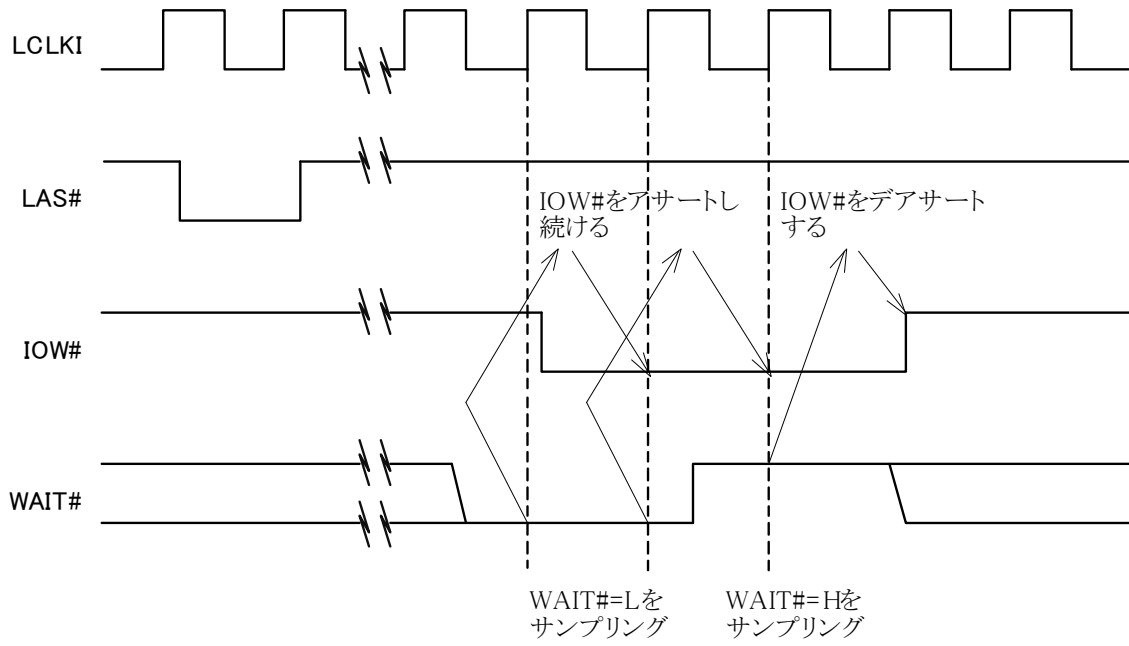 LCLKI
LAS#
IOW#をアサートし
続ける
IOW#をデアサート
する
IOW#
WAIT#
WAIT#=Lを
サンプリング
WAIT#=Hを
サンプリング